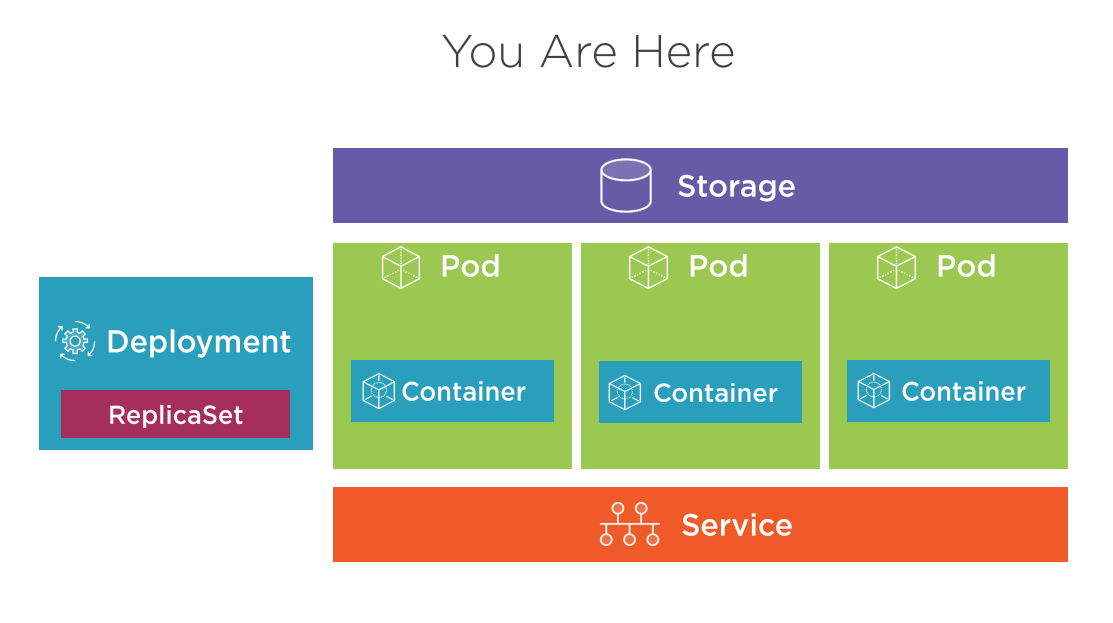 You Are Here
Storage
Pod
Pod
Pod
Deployment
Container
Container
Container
ReplicaSet
Service